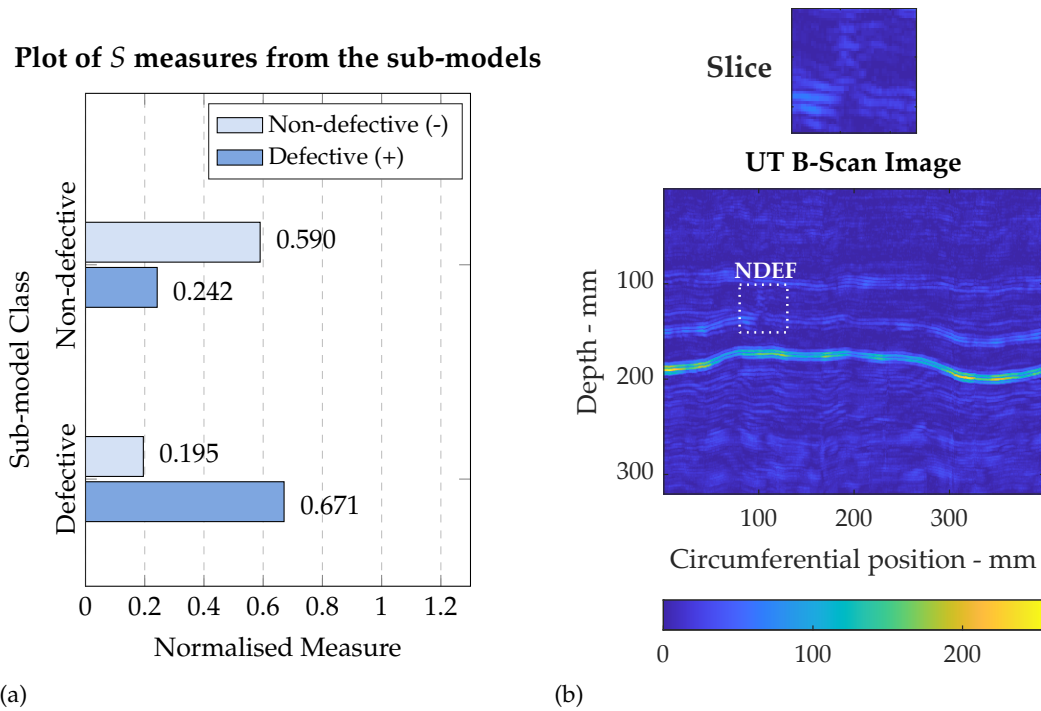 Plot of S measures from the sub-models
Non-defective (-)
Defective (+)
Sub-model Class
Non-defective
Defective
0.590
0.242
0.195
0.671
0 0.2 0.4 0.6 0.8 1 1.2
Normalised Measure
(a)
Slice
UT B-Scan Image
NDEF
Depth - mm
100
200
300
100 200 300
Circumferential position - mm
0 100 200
(b)